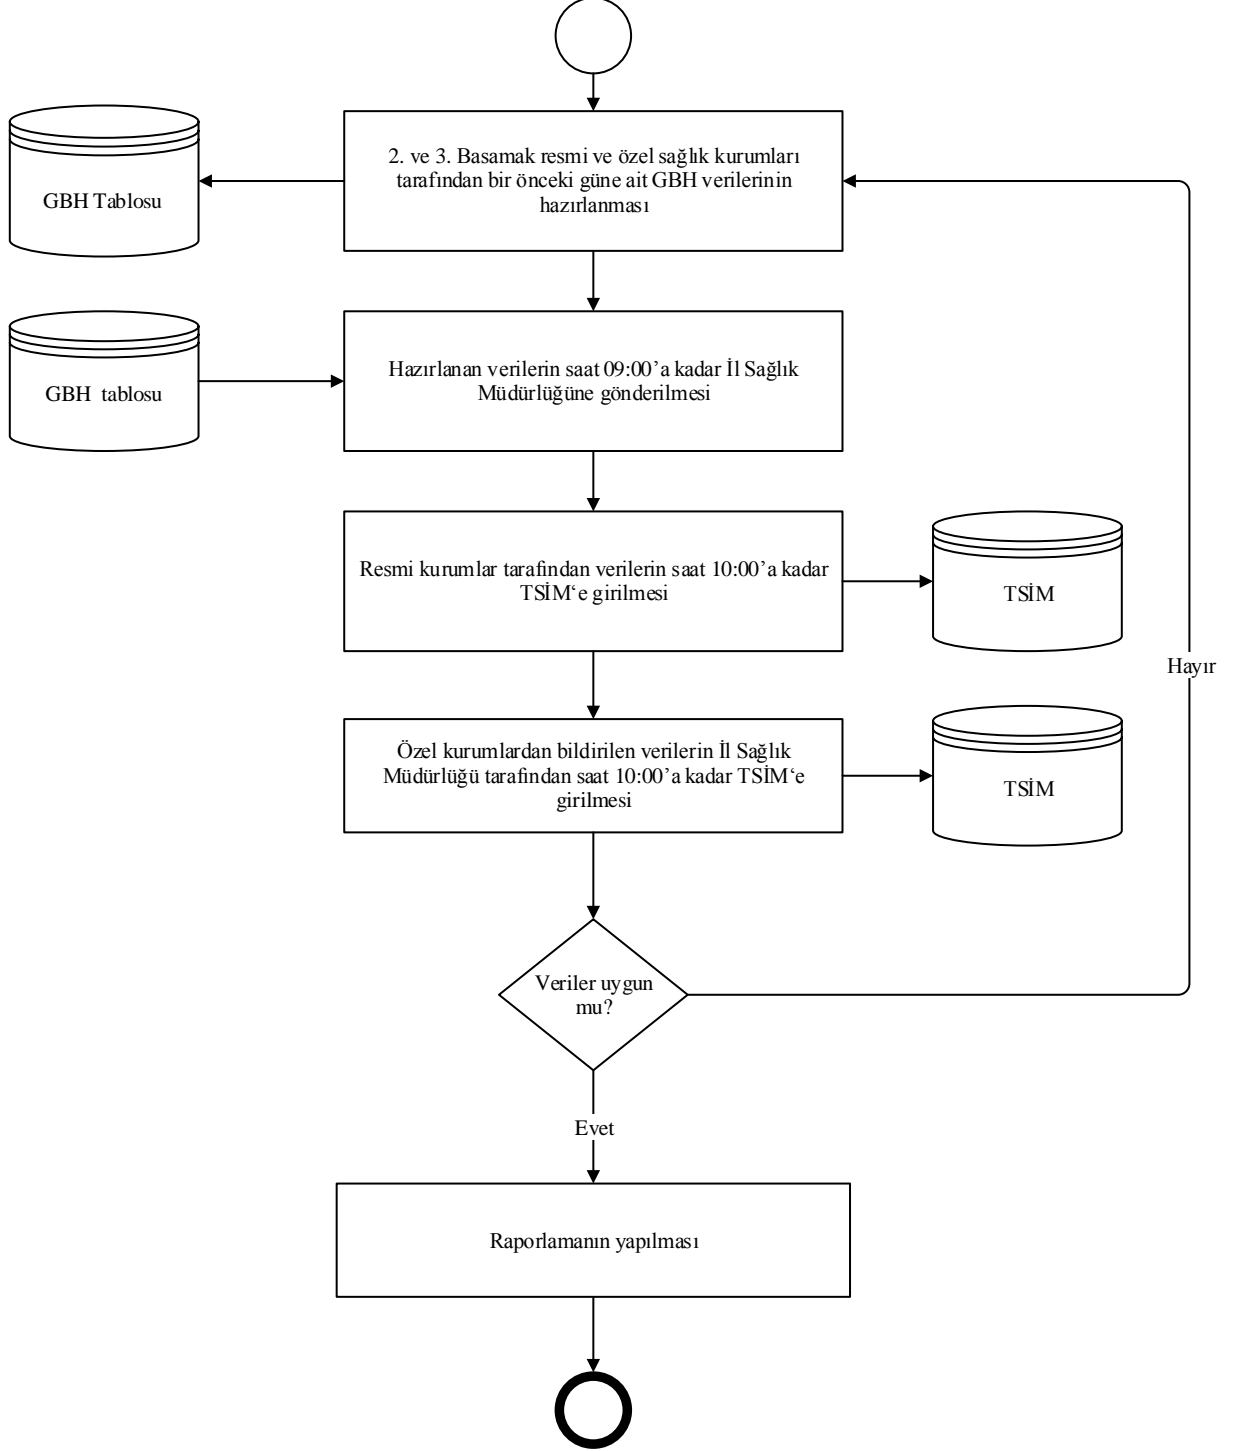 2. ve 3. Basamak resmi ve özel sağlık kurumları
tarafından bir önceki güne ait GBH verilerinin
hazırlanması
GBH Tablosu
Hazırlanan verilerin saat 09:00’a kadar İl Sağlık
Müdürlüğüne gönderilmesi
GBH tablosu
Resmi kurumlar tarafından verilerin saat 10:00’a kadar
TSİM‘e girilmesi
TSİM
Hayır
Özel kurumlardan bildirilen verilerin İl Sağlık
Müdürlüğü tarafından saat 10:00’a kadar TSİM‘e
girilmesi
TSİM
Veriler uygun
mu?
Evet
Raporlamanın yapılması